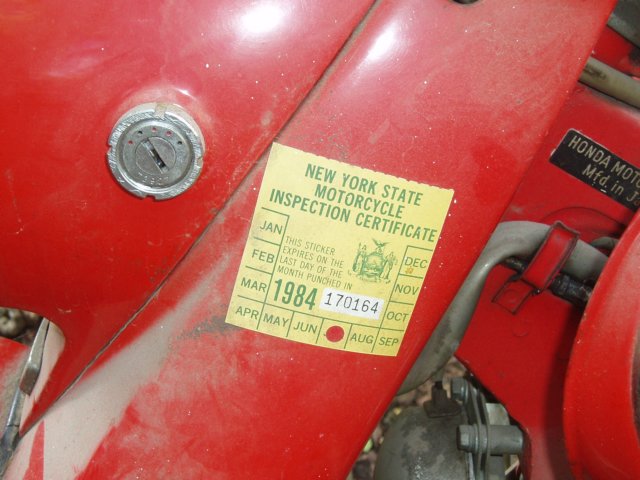 NEW YORK STATE
MOTORCYCLE
INSPECTION CERTIFICATE
JAN
FEB
MAR
APR
MAY
JUN
AUG
SEP
OCT
NOV
DEC
THIS STICKER
EXPIRES ON THE
LAST DAY OF THE
MONTH PUNCHED IN
1984
170164
HONDA MOT
Mfd. in